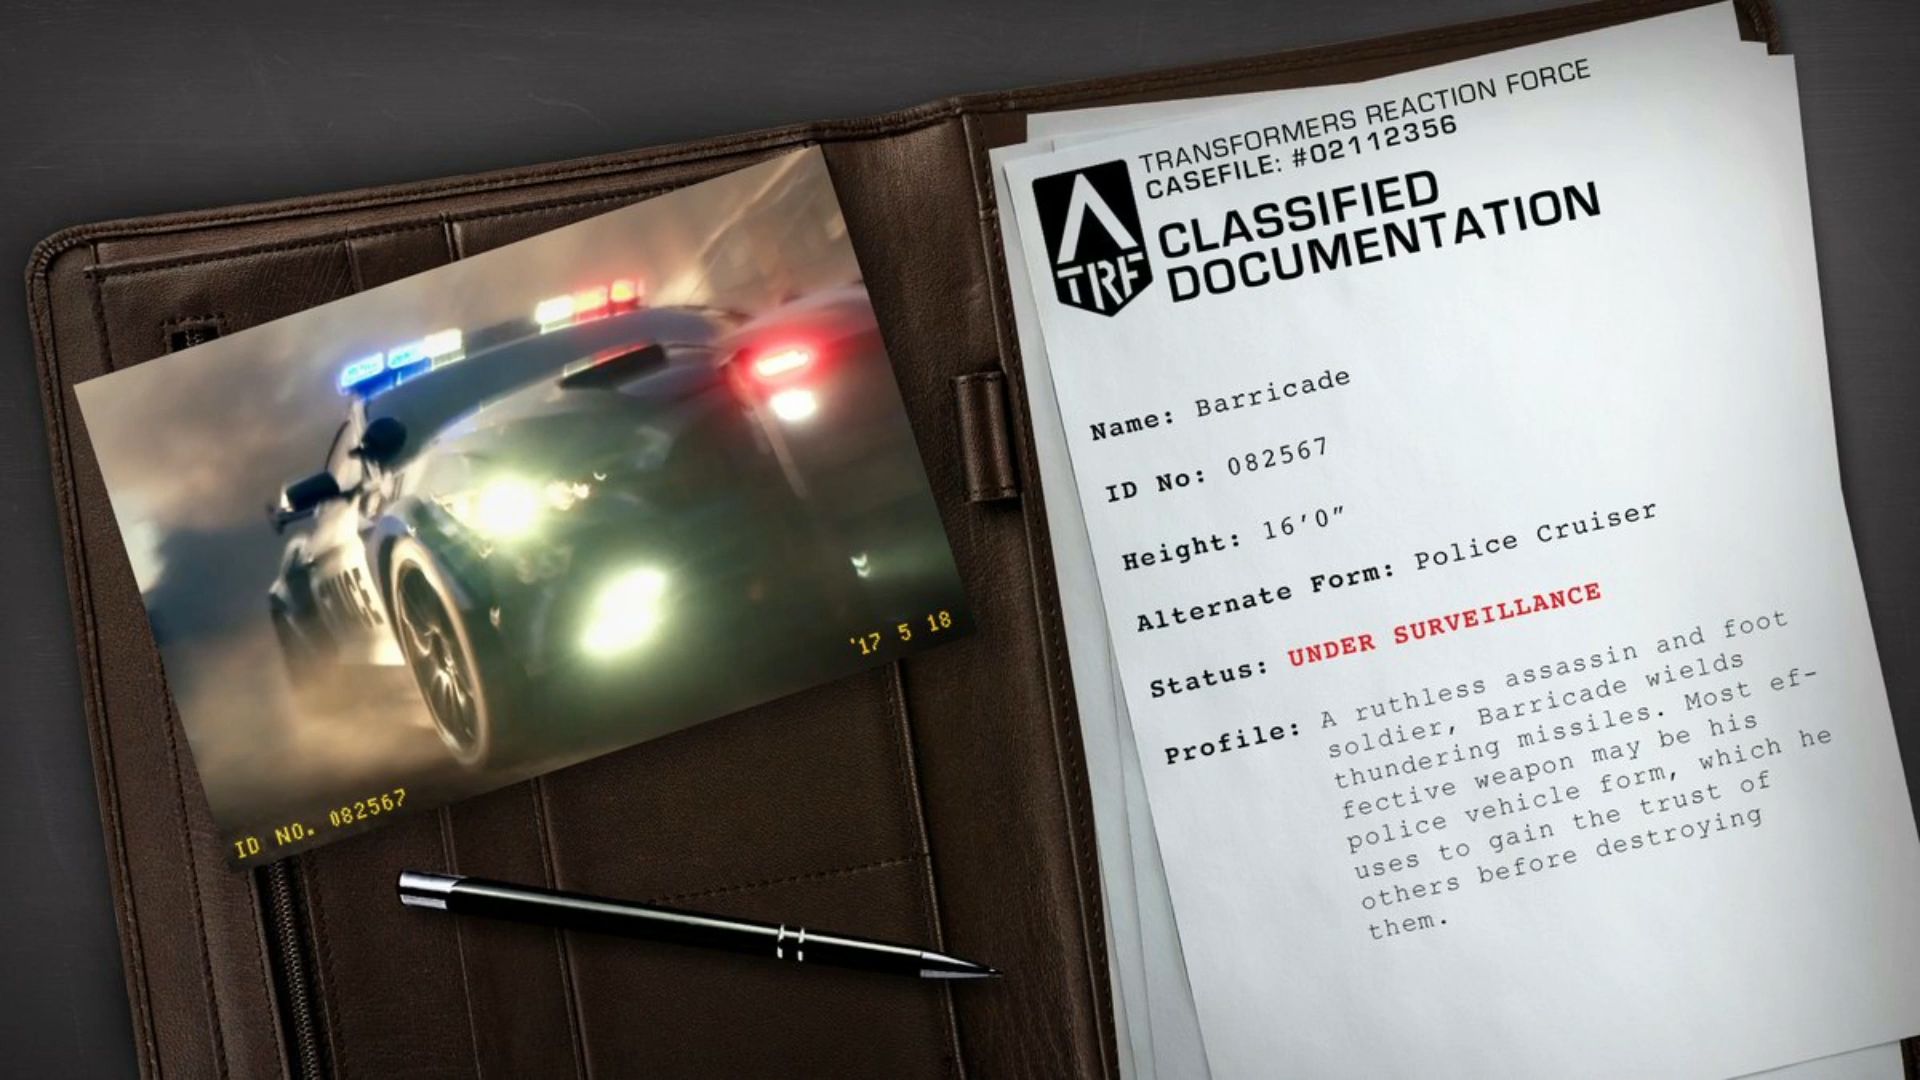 POLICE
'17 5 18
ID NO. 082567
TRANSFORMERS REACTION FORCE
CASEFILE: #02112356
TRF
CLASSIFIED
DOCUMENTATION
Name: Barricade
ID No: 082567
Height: 16'0"
Alternate Form: Police Cruiser
Status: UNDER SURVEILLANCE
Profile: A ruthless assassin and foot
soldier, Barricade wields
thundering missiles. Most ef-
fective weapon may be his
police vehicle form, which he
uses to gain the trust of
others before destroying
them.